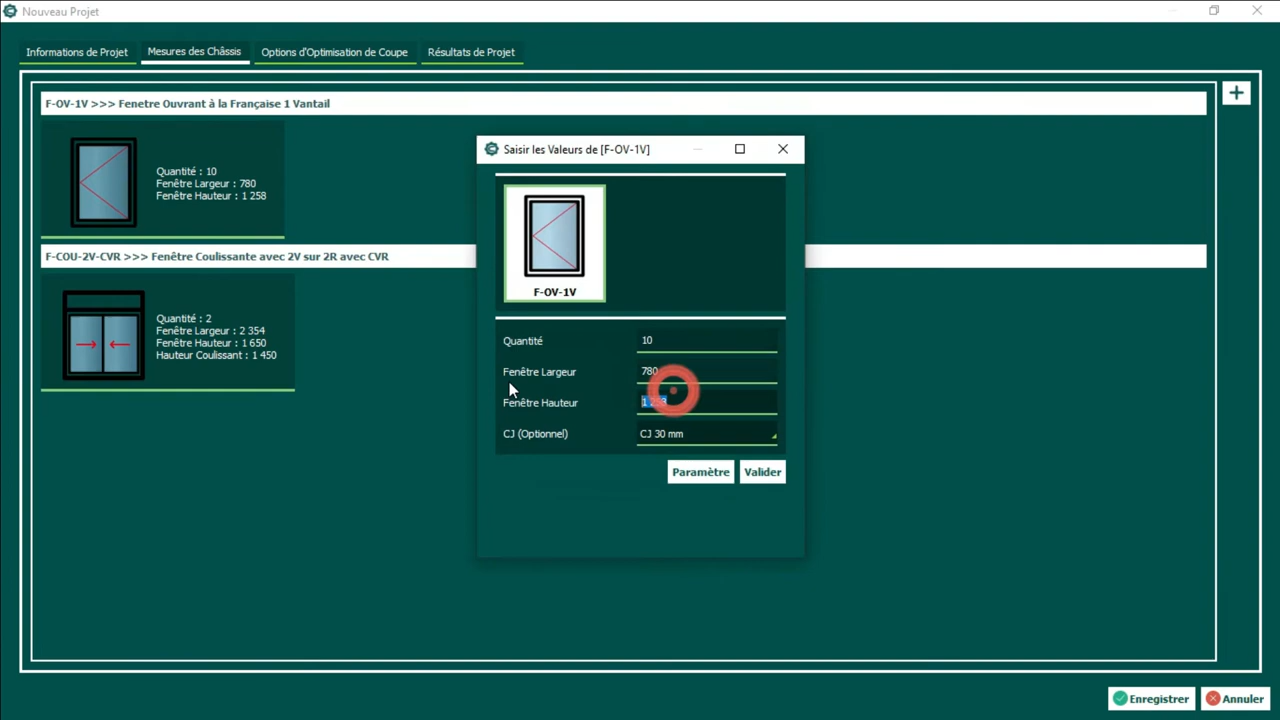 Nouveau Projet
Informations de Projet
Mesures des Châssis
Options d'Optimisation de Coupe
Résultats de Projet
F-OV-1V >>> Fenetre Ouvrant à la Française 1 Vantail
Quantité : 10
Fenêtre Largeur : 780
Fenêtre Hauteur : 1 258
F-COU-2V-CVR >>> Fenêtre Coulissante avec 2V sur 2R avec CVR
Quantité : 2
Fenêtre Largeur : 2 354
Fenêtre Hauteur : 1 650
Hauteur Coulissant : 1 450
Saisir les Valeurs de [F-OV-1V]
F-OV-1V
Quantité
10
Fenêtre Largeur
780
Fenêtre Hauteur
CJ (Optionnel)
CJ 30 mm
Paramètre
Valider
Enregistrer
Annuler